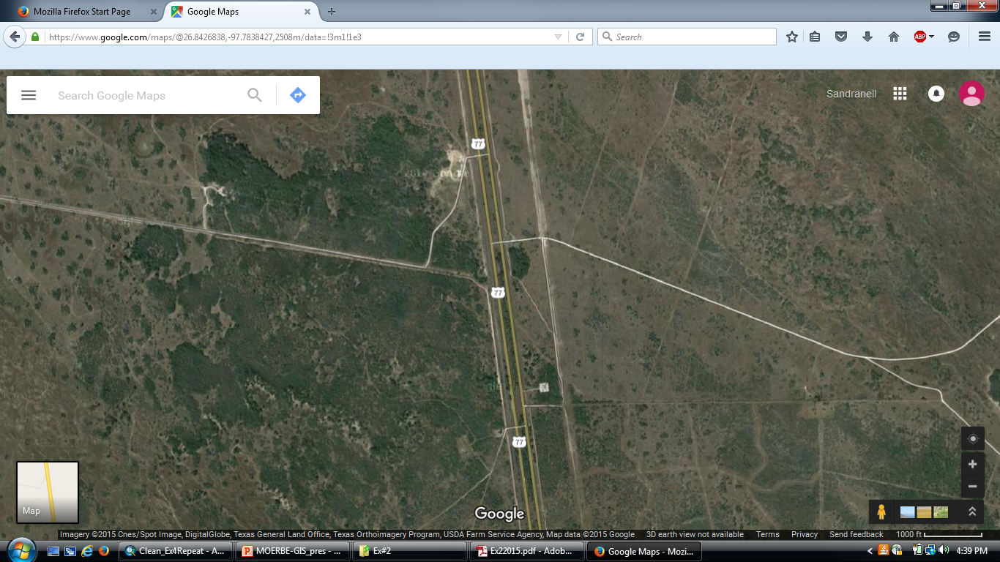 Mozilla Firefox Start Page
Google Maps
https://www.google.com/maps/@26.8426838,-97.7838427,2508m/data=!3m1!1e3
Search
ABP
Search Google Maps
Sandranell
77
77
77
Map
Google
Imagery ©2015 Cnes/Spot Image, DigitalGlobe, Texas General Land Office, Texas Orthoimagery Program, USDA Farm Service Agency, Map data ©2015 Google 3D earth view not available Terms Privacy Send feedback 1000 ft
Clean_Ex4Repeat - A...
MOERBE-GIS_pres - ...
Ex#2
Ex22015.pdf - Adob...
Google Maps - Mozi...
4:39 PM